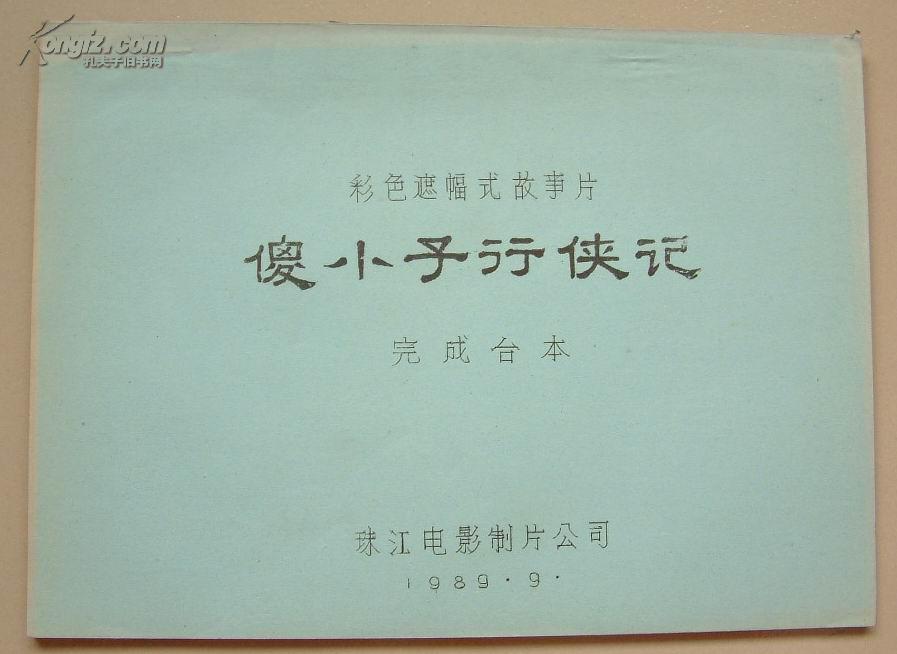 Kongfz.com
孔夫子旧书网
彩色遮幅式故事片
傻小子行侠记
完成台本
珠江电影制片公司
1989·9·